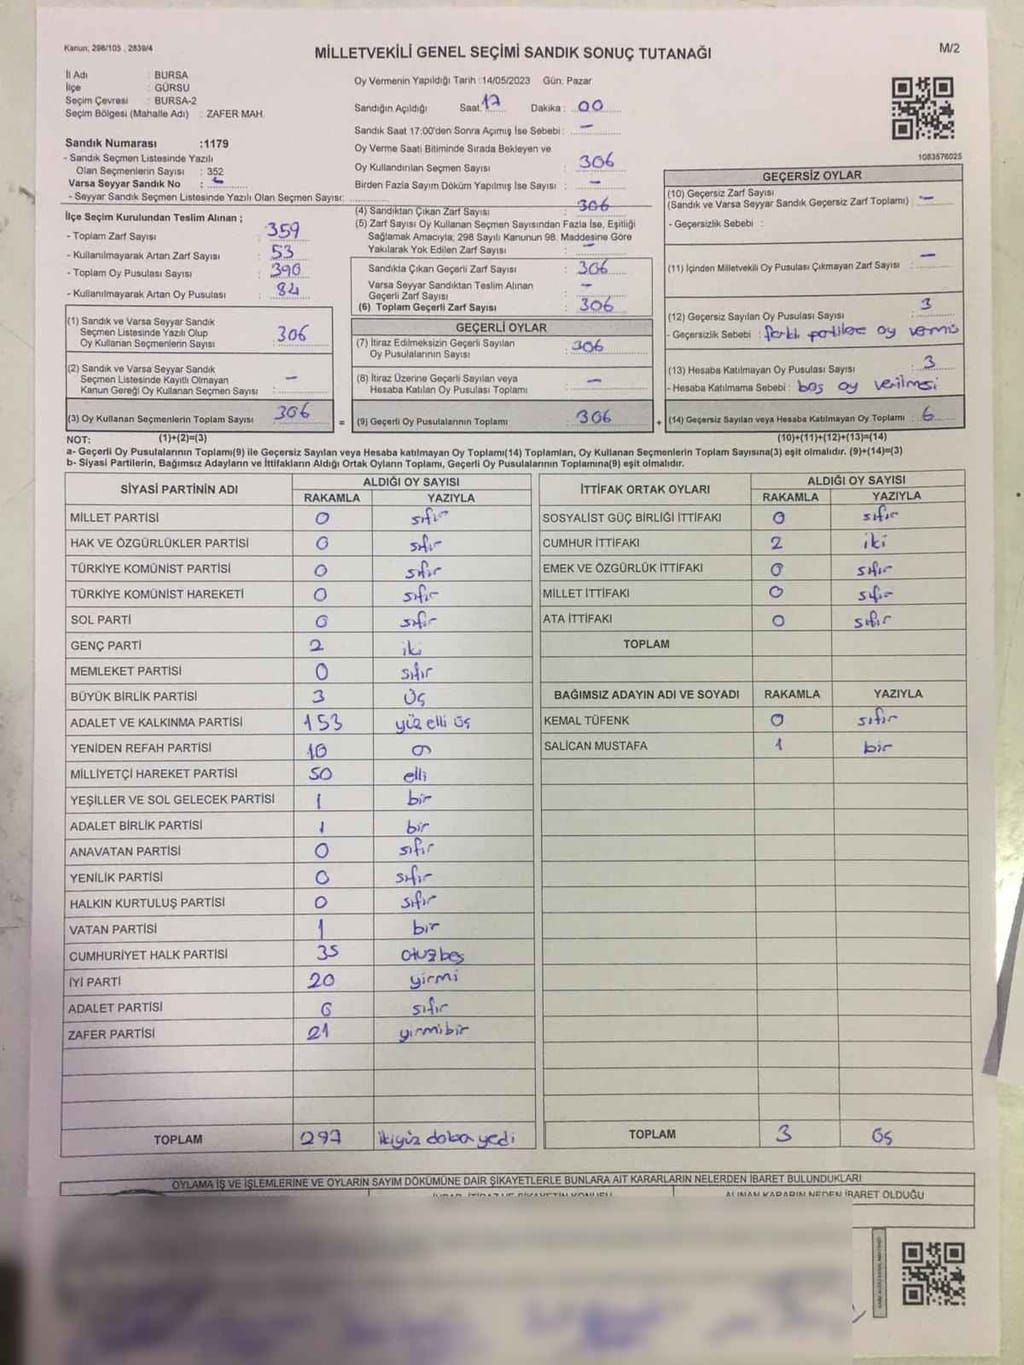 Kanun; 298/105 , 2839/4
M/2
MİLLETVEKİLİ GENEL SEÇİMİ SANDIK SONUÇ TUTANAĞI
İl Adı : BURSA
İlçe : GÜRSU
Seçim Çevresi : BURSA-2
Seçim Bölgesi (Mahalle Adı) : ZAFER MAH.
Sandık Numarası :1179
- Sandık Seçmen Listesinde Yazılı
Olan Seçmenlerin Sayısı : 352
Varsa Seyyar Sandık No : -
- Seyyar Sandık Seçmen Listesinde Yazılı Olan Seçmen Sayısı:
Oy Vermenin Yapıldığı Tarih :14/05/2023 Gün: Pazar
Sandığın Açıldığı Saat: 17 Dakika : 00
Sandık Saat 17:00'den Sonra Açımış İse Sebebi : -
Oy Verme Saati Bitiminde Sırada Bekleyen ve
Oy Kullandırılan Seçmen Sayısı : 306
Birden Fazla Sayım Döküm Yapılmış İse Sayısı : -
1083576025
İlçe Seçim Kurulundan Teslim Alınan ;
- Toplam Zarf Sayısı : 359
- Kullanılmayarak Artan Zarf Sayısı : 53
- Toplam Oy Pusulası Sayısı : 390
- Kullanılmayarak Artan Oy Pusulası : 84
(1) Sandık ve Varsa Seyyar Sandık
Seçmen Listesinde Yazılı Olup
Oy Kullanan Seçmenlerin Sayısı : 306
(2) Sandık ve Varsa Seyyar Sandık
Seçmen Listesinde Kayıtlı Olmayan
Kanun Gereği Oy Kullanan Seçmen Sayısı : -
(3) Oy Kullanan Seçmenlerin Toplam Sayısı : 306
(4) Sandıktan Çıkan Zarf Sayısı : 306
(5) Zarf Sayısı Oy Kullanan Seçmen Sayısından Fazla İse, Eşitliği
Sağlamak Amacıyla; 298 Sayılı Kanunun 98. Maddesine Göre
Yakılarak Yok Edilen Zarf Sayısı : -
Sandıkta Çıkan Geçerli Zarf Sayısı : 306
Varsa Seyyar Sandıktan Teslim Alınan
Geçerli Zarf Sayısı : -
(6) Toplam Geçerli Zarf Sayısı : 306
GEÇERLİ OYLAR
(7) İtiraz Edilmeksizin Geçerli Sayılan
Oy Pusulalarının Sayısı : 306
(8) İtiraz Üzerine Geçerli Sayılan veya
Hesaba Katılan Oy Pusulası Toplamı : -
= (9) Geçerli Oy Pusulalarının Toplamı : 306
GEÇERSİZ OYLAR
(10) Geçersiz Zarf Sayısı
(Sandık ve Varsa Seyyar Sandık Geçersiz Zarf Toplamı) : -
- Geçersizlik Sebebi :
(11) İçinden Milletvekili Oy Pusulası Çıkmayan Zarf Sayısı : -
(12) Geçersiz Sayılan Oy Pusulası Sayısı : 3
- Geçersizlik Sebebi : farklı partilere oy vermiş
(13) Hesaba Katılmayan Oy Pusulası Sayısı : 3
- Hesaba Katılmama Sebebi : boş oy verilmesi
+ (14) Geçersiz Sayılan veya Hesaba Katılmayan Oy Toplamı : 6
NOT: (1)+(2)=(3)
(10)+(11)+(12)+(13)=(14)
a- Geçerli Oy Pusulalarının Toplamı(9) ile Geçersiz Sayılan veya Hesaba katılmayan Oy Toplamı(14) Toplamları, Oy Kullanan Seçmenlerin Toplam Sayısına(3) eşit olmalıdır. (9)+(14)=(3)
b- Siyasi Partilerin, Bağımsız Adayların ve İttifakların Aldığı Ortak Oyların Toplamı, Geçerli Oy Pusulalarının Toplamına(9) eşit olmalıdır.
SİYASİ PARTİNİN ADI ALDIĞI OY SAYISI
RAKAMLA YAZIYLA
MİLLET PARTİSİ 0 sıfır
HAK VE ÖZGÜRLÜKLER PARTİSİ 0 sıfır
TÜRKİYE KOMÜNİST PARTİSİ 0 sıfır
TÜRKİYE KOMÜNİST HAREKETİ 0 sıfır
SOL PARTİ 0 sıfır
GENÇ PARTİ 2 iki
MEMLEKET PARTİSİ 0 sıfır
BÜYÜK BİRLİK PARTİSİ 3 üç
ADALET VE KALKINMA PARTİSİ 153 yüz elli üç
YENİDEN REFAH PARTİSİ 10
MİLLİYETÇİ HAREKET PARTİSİ 50 elli
YEŞİLLER VE SOL GELECEK PARTİSİ 1 bir
ADALET BİRLİK PARTİSİ 1 bir
ANAVATAN PARTİSİ 0 sıfır
YENİLİK PARTİSİ 0 sıfır
HALKIN KURTULUŞ PARTİSİ 0 sıfır
VATAN PARTİSİ 1 bir
CUMHURİYET HALK PARTİSİ 35 otuzbeş
İYİ PARTİ 20 yirmi
ADALET PARTİSİ 0 sıfır
ZAFER PARTİSİ 21 yirmibir
TOPLAM 297 ikiyüz doksanyedi
İTTİFAK ORTAK OYLARI ALDIĞI OY SAYISI
RAKAMLA YAZIYLA
SOSYALİST GÜÇ BİRLİĞİ İTTİFAKI 0 sıfır
CUMHUR İTTİFAKI 2 iki
EMEK VE ÖZGÜRLÜK İTTİFAKI 0 sıfır
MİLLET İTTİFAKI 0 sıfır
ATA İTTİFAKI 0 sıfır
TOPLAM
BAĞIMSIZ ADAYIN ADI VE SOYADI RAKAMLA YAZIYLA
KEMAL TÜFENK 0 sıfır
SALİCAN MUSTAFA 1 bir
TOPLAM 3 üç
OYLAMA İŞ VE İŞLEMLERİNE VE OYLARIN SAYIM DÖKÜMÜNE DAİR ŞİKAYETLERLE BUNLARA AİT KARARLARIN NELERDEN İBARET BULUNDUKLARI
ALINAN KARARIN NEDEN İBARET OLDUĞU